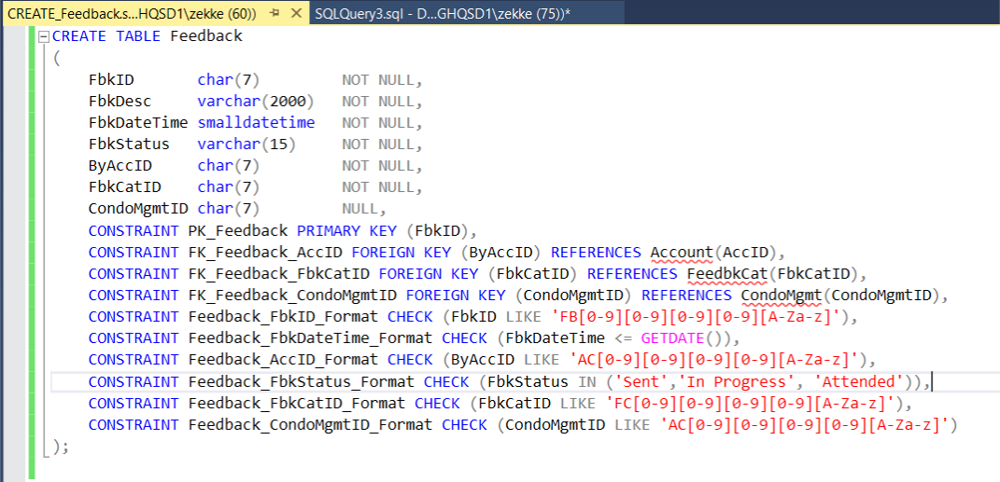 CREATE_Feedback.s...HQSD1\zekke (60)) SQLQuery3.sql - D...GHQSD1\zekke (75))*
CREATE TABLE Feedback
(
FbkID char(7) NOT NULL,
FbkDesc varchar(2000) NOT NULL,
FbkDateTime smalldatetime NOT NULL,
FbkStatus varchar(15) NOT NULL,
ByAccID char(7) NOT NULL,
FbkCatID char(7) NOT NULL,
CondoMgmtID char(7) NULL,
CONSTRAINT PK_Feedback PRIMARY KEY (FbkID),
CONSTRAINT FK_Feedback_AccID FOREIGN KEY (ByAccID) REFERENCES Account(AccID),
CONSTRAINT FK_Feedback_FbkCatID FOREIGN KEY (FbkCatID) REFERENCES FeedbkCat(FbkCatID),
CONSTRAINT FK_Feedback_CondoMgmtID FOREIGN KEY (CondoMgmtID) REFERENCES CondoMgmt(CondoMgmtID),
CONSTRAINT Feedback_FbkID_Format CHECK (FbkID LIKE 'FB[0-9][0-9][0-9][0-9][A-Za-z]'),
CONSTRAINT Feedback_FbkDateTime_Format CHECK (FbkDateTime <= GETDATE()),
CONSTRAINT Feedback_AccID_Format CHECK (ByAccID LIKE 'AC[0-9][0-9][0-9][0-9][A-Za-z]'),
CONSTRAINT Feedback_FbkStatus_Format CHECK (FbkStatus IN ('Sent','In Progress', 'Attended')),
CONSTRAINT Feedback_FbkCatID_Format CHECK (FbkCatID LIKE 'FC[0-9][0-9][0-9][0-9][A-Za-z]'),
CONSTRAINT Feedback_CondoMgmtID_Format CHECK (CondoMgmtID LIKE 'AC[0-9][0-9][0-9][0-9][A-Za-z]')
);